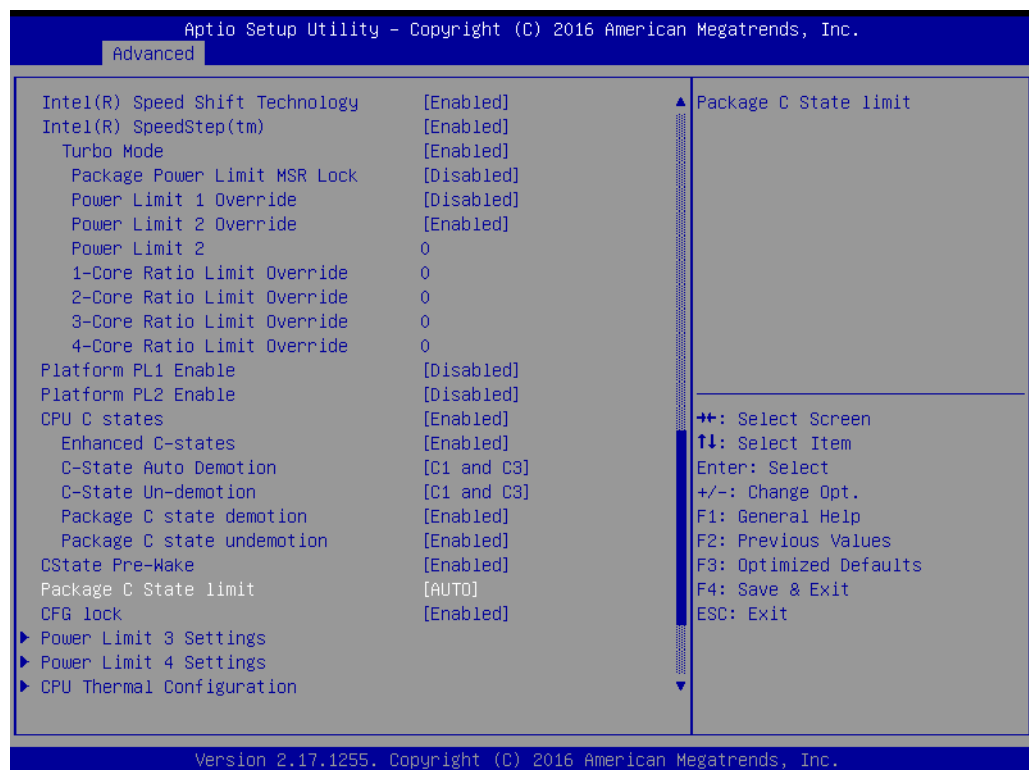 Aptio Setup Utility – Copyright (C) 2016 American Megatrends, Inc.
Advanced
Intel(R) Speed Shift Technology [Enabled]
Intel(R) SpeedStep(tm) [Enabled]
Turbo Mode [Enabled]
Package Power Limit MSR Lock [Disabled]
Power Limit 1 Override [Disabled]
Power Limit 2 Override [Enabled]
Power Limit 2 0
1-Core Ratio Limit Override 0
2-Core Ratio Limit Override 0
3-Core Ratio Limit Override 0
4-Core Ratio Limit Override 0
Platform PL1 Enable [Disabled]
Platform PL2 Enable [Disabled]
CPU C states [Enabled]
Enhanced C-states [Enabled]
C-State Auto Demotion [C1 and C3]
C-State Un-demotion [C1 and C3]
Package C state demotion [Enabled]
Package C state undemotion [Enabled]
CState Pre-Wake [Enabled]
Package C State limit [AUTO]
CFG lock [Enabled]
Power Limit 3 Settings
Power Limit 4 Settings
CPU Thermal Configuration
Package C State limit
→←: Select Screen
↑↓: Select Item
Enter: Select
+/-: Change Opt.
F1: General Help
F2: Previous Values
F3: Optimized Defaults
F4: Save & Exit
ESC: Exit
Version 2.17.1255. Copyright (C) 2016 American Megatrends, Inc.